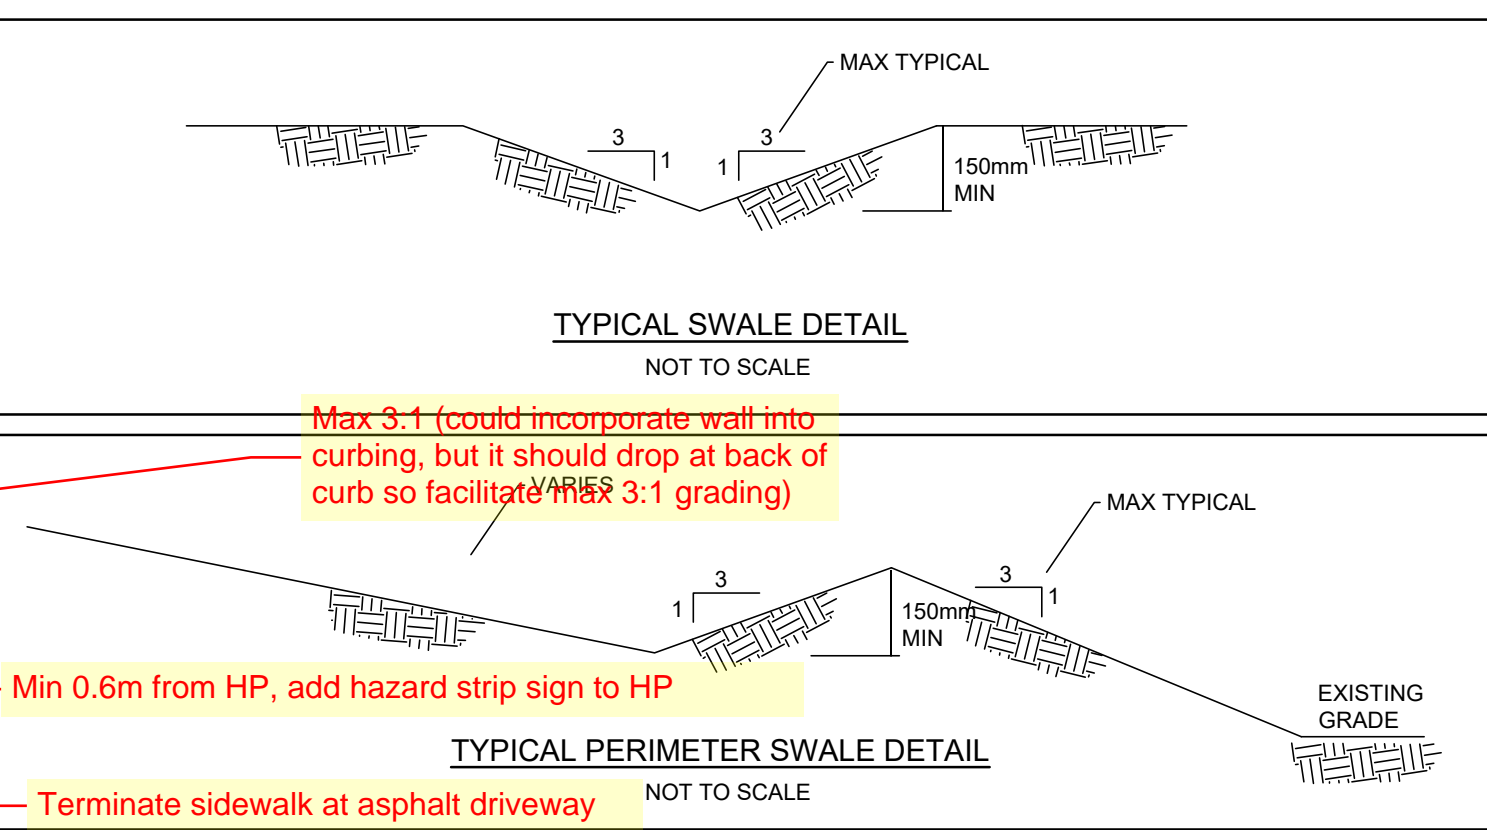 MAX TYPICAL
3
1
3
1
150mm
MIN
TYPICAL SWALE DETAIL
NOT TO SCALE
Max 3:1 (could incorporate wall into
curbing, but it should drop at back of
curb so facilitate max 3:1 grading)
VARIES
MAX TYPICAL
3
1
3
1
150mm
MIN
Min 0.6m from HP, add hazard strip sign to HP
EXISTING
GRADE
TYPICAL PERIMETER SWALE DETAIL
NOT TO SCALE
Terminate sidewalk at asphalt driveway